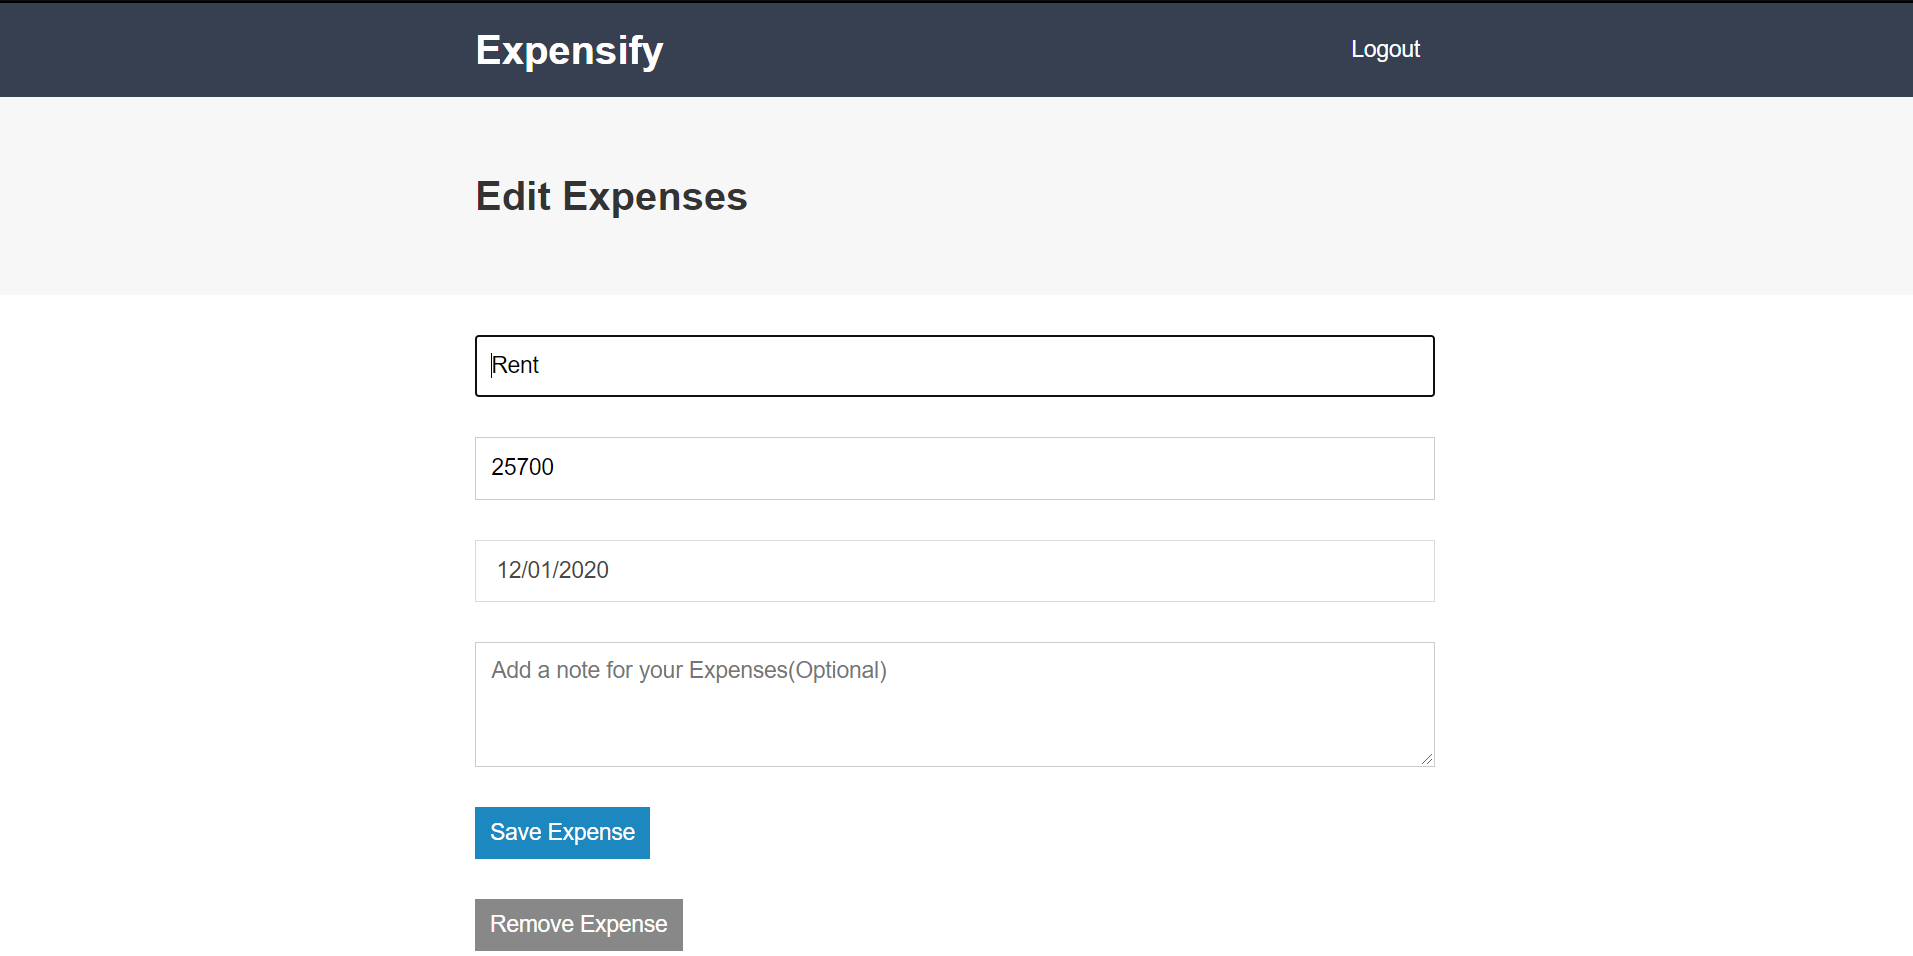 Expensify
Logout
Edit Expenses
Rent
25700
12/01/2020
Add a note for your Expenses(Optional)
Save Expense
Remove Expense